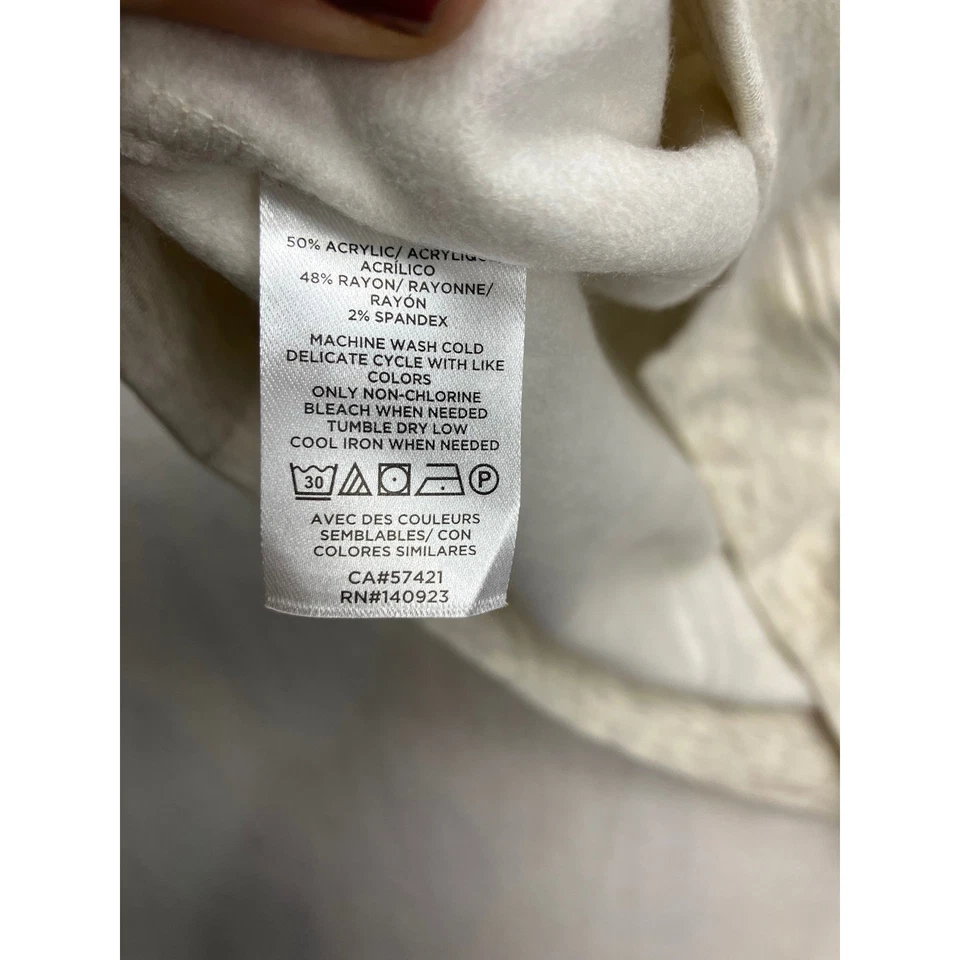 50% ACRYLIC/
ACRÍLICO
48% RAYON/ RAYONNE/
RAYÓN
2% SPANDEX
MACHINE WASH COLD
DELICATE CYCLE WITH LIKE
COLORS
ONLY NON-CHLORINE
BLEACH WHEN NEEDED
TUMBLE DRY LOW
COOL IRON WHEN NEEDED
30 P
AVEC DES COULEURS
SEMBLABLES/ CON
COLORES SIMILARES
CA#57421
RN#140923